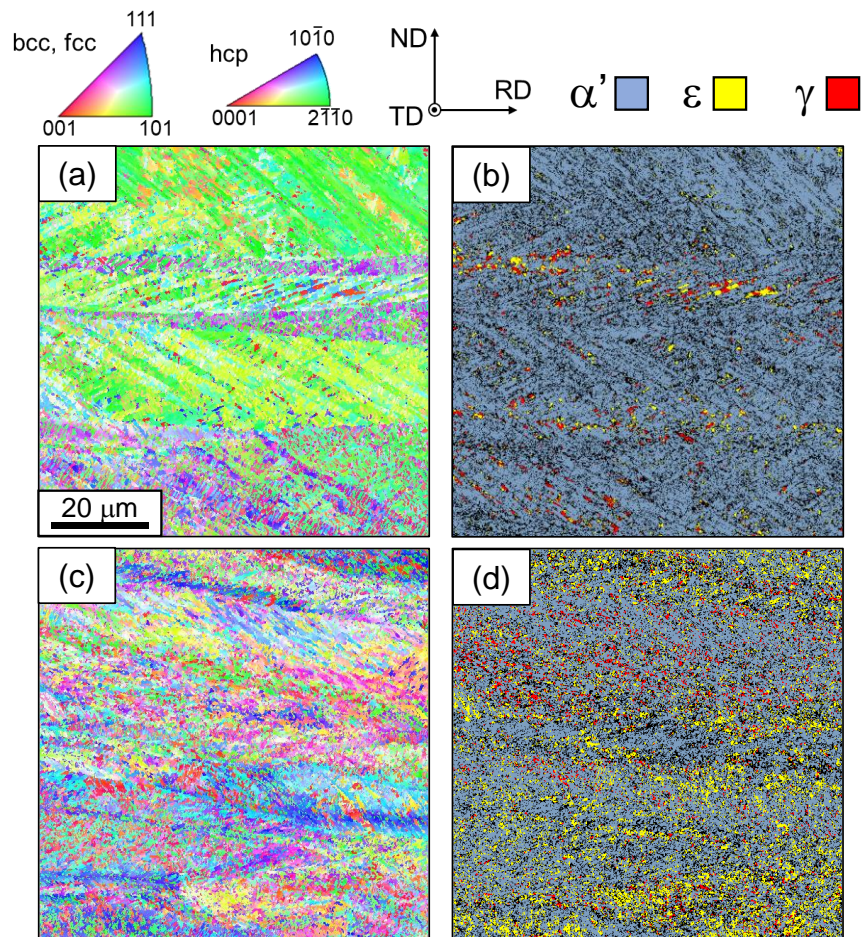 111
bcc, fcc
001 101
hcp
101̅0
0001 21̅1̅0
ND
RD
TD
α’ ε γ
(a)
(b)
20 μm
(c)
(d)